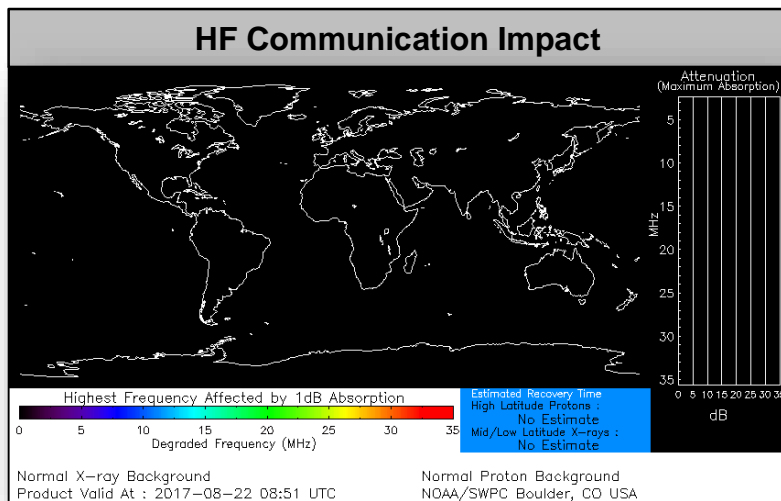 HF Communication Impact
Attenuation
(Maximum Absorption)
5
10
15
20
25
30
35
MHz
0 5 10 15 20 25 30 35
dB
Highest Frequency Affected by 1dB Absorption
0 5 10 15 20 25 30 35
Degraded Frequency (MHz)
Estimated Recovery Time
High Latitude Protons :
No Estimate
Mid/Low Latitude X-rays :
No Estimate
Normal X-ray Background
Product Valid At : 2017-08-22 08:51 UTC
Normal Proton Background
NOAA/SWPC Boulder, CO USA